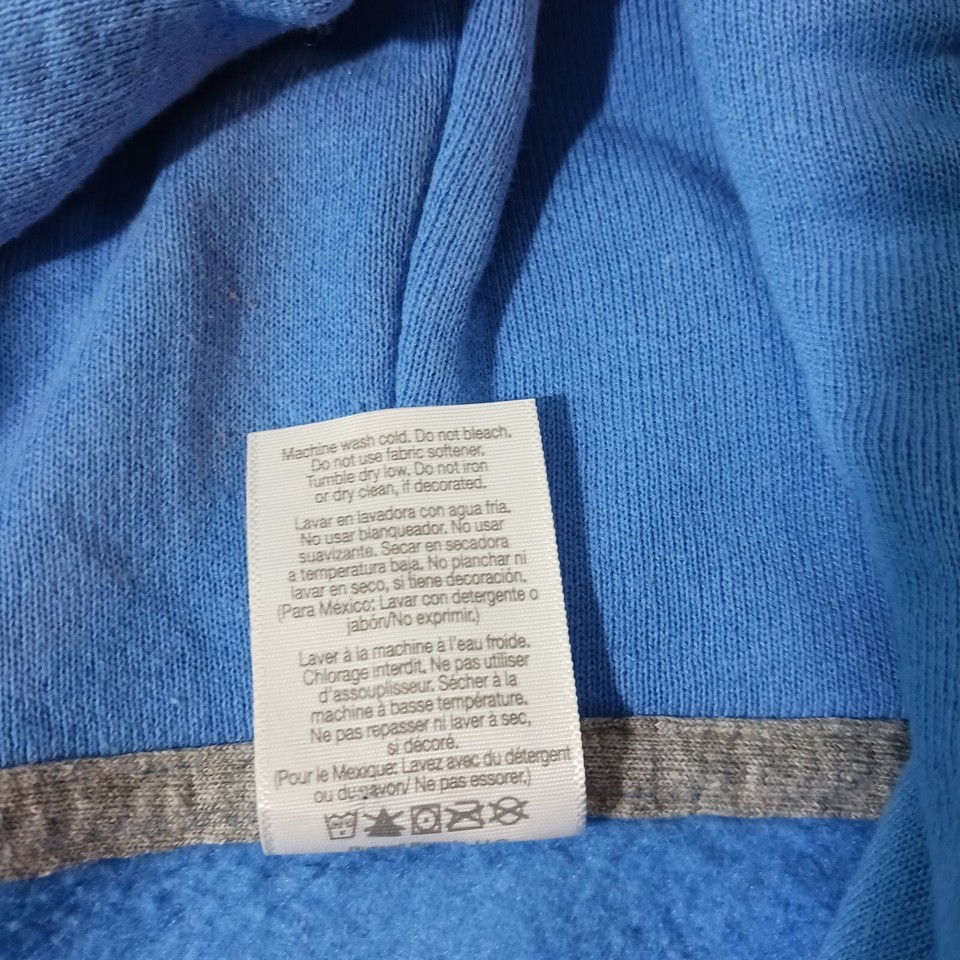 Machine wash cold. Do not bleach.
Do not use fabric softener.
Tumble dry low. Do not iron
or dry clean, if decorated.
Lavar en lavadora con agua fria.
No usar blanqueador. No usar
suavizante. Secar en secadora
a temperatura baja. No planchar ni
lavar en seco, si tiene decoración.
(Para México: Lavar con detergente o
jabón/No exprimir.)
Laver à la machine à l'eau froide.
Chlorage interdit. Ne pas utiliser
d'assouplisseur. Sécher à la
machine à basse température.
Ne pas repasser ni laver à sec,
si décoré.
(Pour le Mexique: Lavez avec du détergent
ou du savon/ Ne pas essorer.)